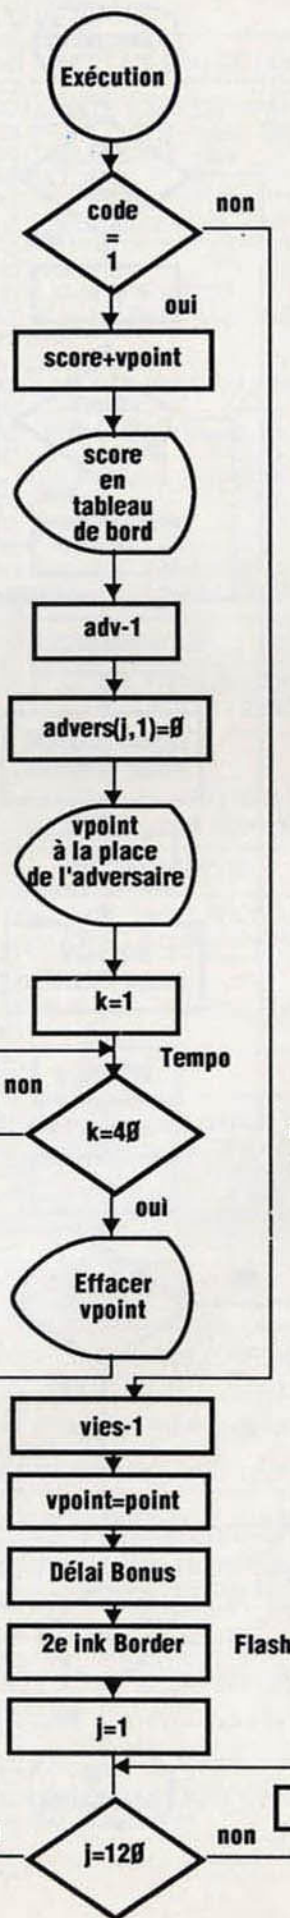 Exécution
code
=
1
non
oui
score+vpoint
score
en
tableau
de bord
adv-1
advers(j,1)=Ø
vpoint
à la place
de l'adversaire
k=1
Tempo
non
k=4Ø
oui
Effacer
vpoint
vies-1
vpoint=point
Délai Bonus
2e ink Border
Flash
j=1
j=12Ø
non